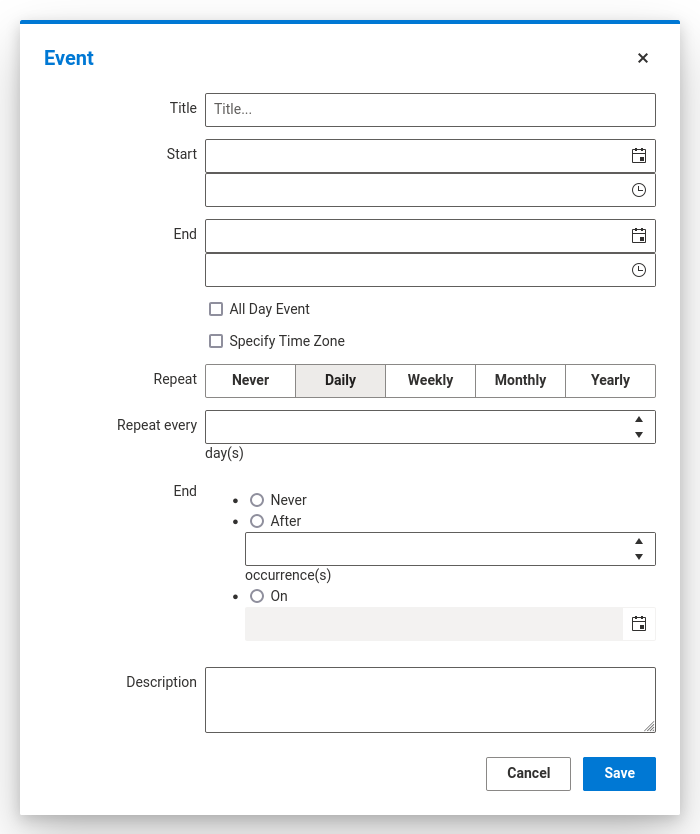 Event
Title Title...
Start
End
All Day Event
Specify Time Zone
Repeat Never Daily Weekly Monthly Yearly
Repeat every
day(s)
End
Never
After
occurrence(s)
On
Description
Cancel Save